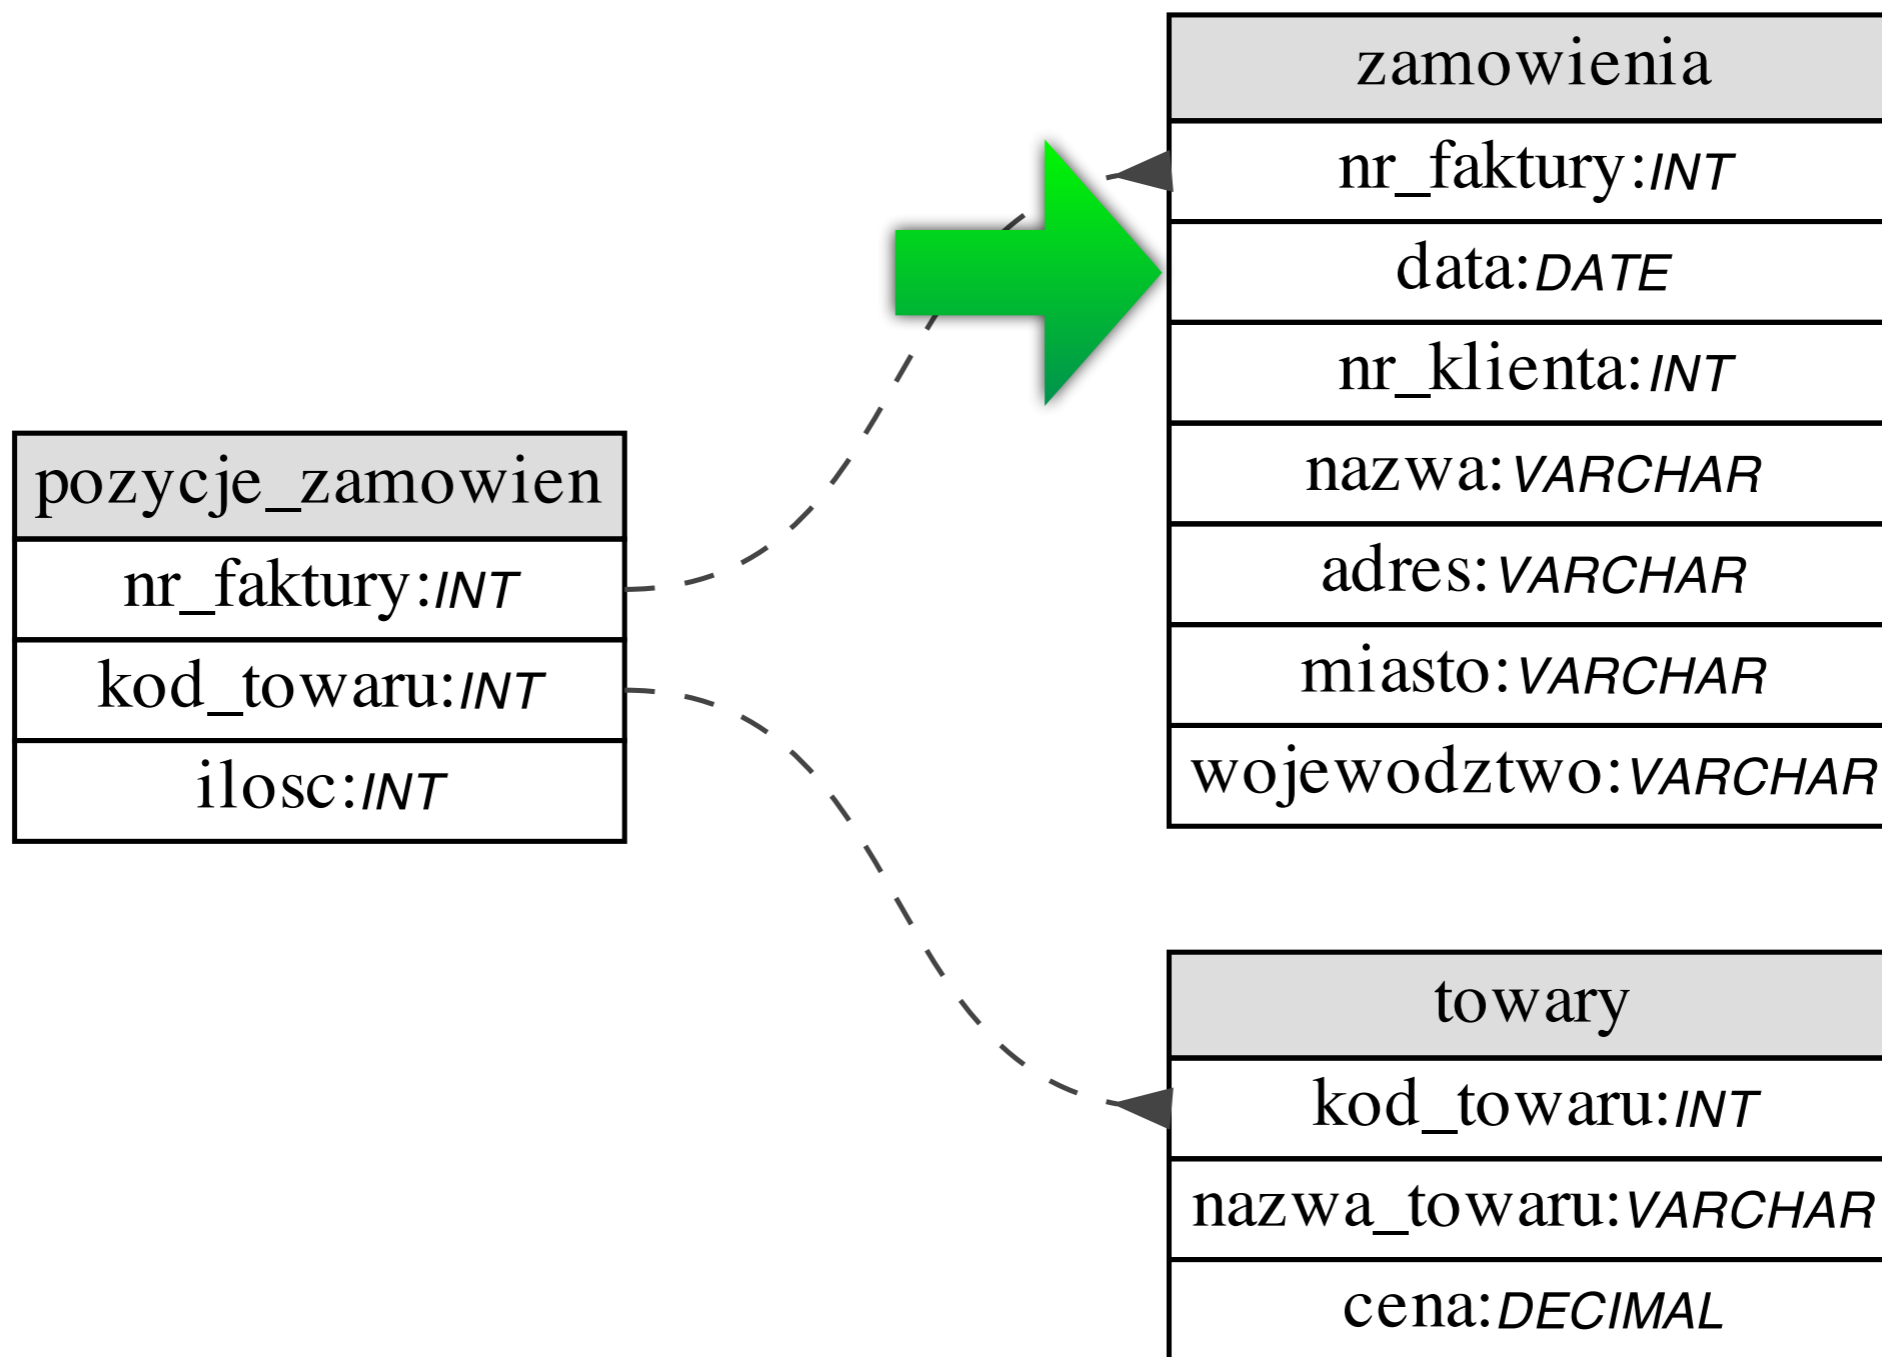 zamowienia
nr_faktury:INT
data:DATE
nr_klienta:INT
nazwa:VARCHAR
adres:VARCHAR
miasto:VARCHAR
wojewodztwo:VARCHAR
pozycje_zamowien
nr_faktury:INT
kod_towaru:INT
ilosc:INT
towary
kod_towaru:INT
nazwa_towaru:VARCHAR
cena:DECIMAL